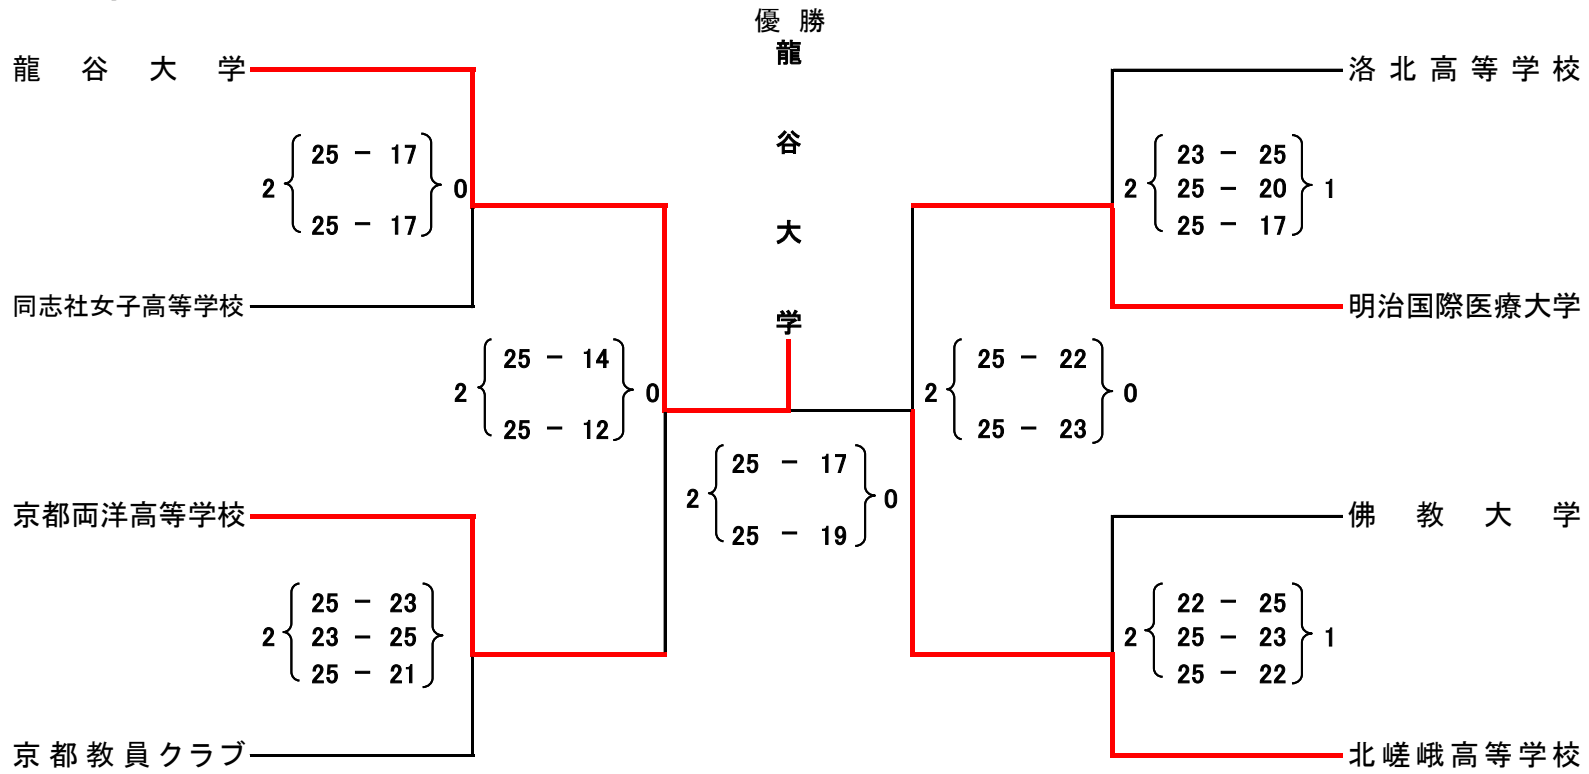 優勝
龍谷大学
龍谷大学
2 25 - 17 0
25 - 17
同志社女子高等学校
2 25 - 14 0
25 - 12
京都両洋高等学校
2 25 - 23
23 - 25
25 - 21
京都教員クラブ
2 25 - 17 0
25 - 19
洛北高等学校
23 - 25
2 25 - 20 1
25 - 17
明治国際医療大学
2 25 - 22 0
25 - 23
佛教大学
22 - 25
2 25 - 23 1
25 - 22
北嵯峨高等学校